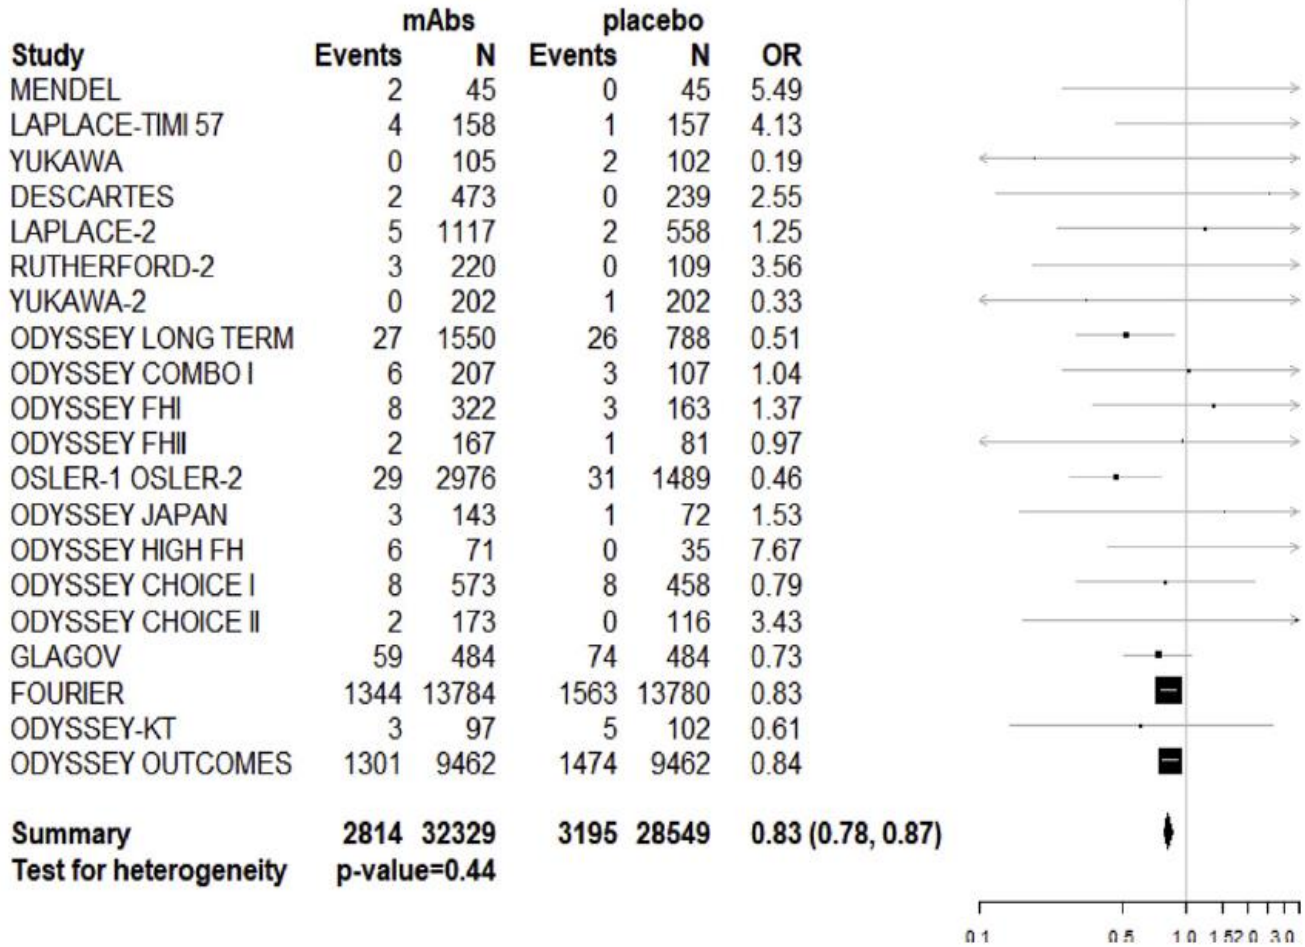 mAbs placebo
Study Events N Events N OR
MENDEL 2 45 0 45 5.49
LAPLACE-TIMI 57 4 158 1 157 4.13
YUKAWA 0 105 2 102 0.19
DESCARTES 2 473 0 239 2.55
LAPLACE-2 5 1117 2 558 1.25
RUTHERFORD-2 3 220 0 109 3.56
YUKAWA-2 0 202 1 202 0.33
ODYSSEY LONG TERM 27 1550 26 788 0.51
ODYSSEY COMBO I 6 207 3 107 1.04
ODYSSEY FHI 8 322 3 163 1.37
ODYSSEY FHII 2 167 1 81 0.97
OSLER-1 OSLER-2 29 2976 31 1489 0.46
ODYSSEY JAPAN 3 143 1 72 1.53
ODYSSEY HIGH FH 6 71 0 35 7.67
ODYSSEY CHOICE I 8 573 8 458 0.79
ODYSSEY CHOICE II 2 173 0 116 3.43
GLAGOV 59 484 74 484 0.73
FOURIER 1344 13784 1563 13780 0.83
ODYSSEY-KT 3 97 5 102 0.61
ODYSSEY OUTCOMES 1301 9462 1474 9462 0.84
Summary 2814 32329 3195 28549 0.83 (0.78, 0.87)
Test for heterogeneity p-value=0.44
0.1 0.5 1.0 1.52.0 3.0